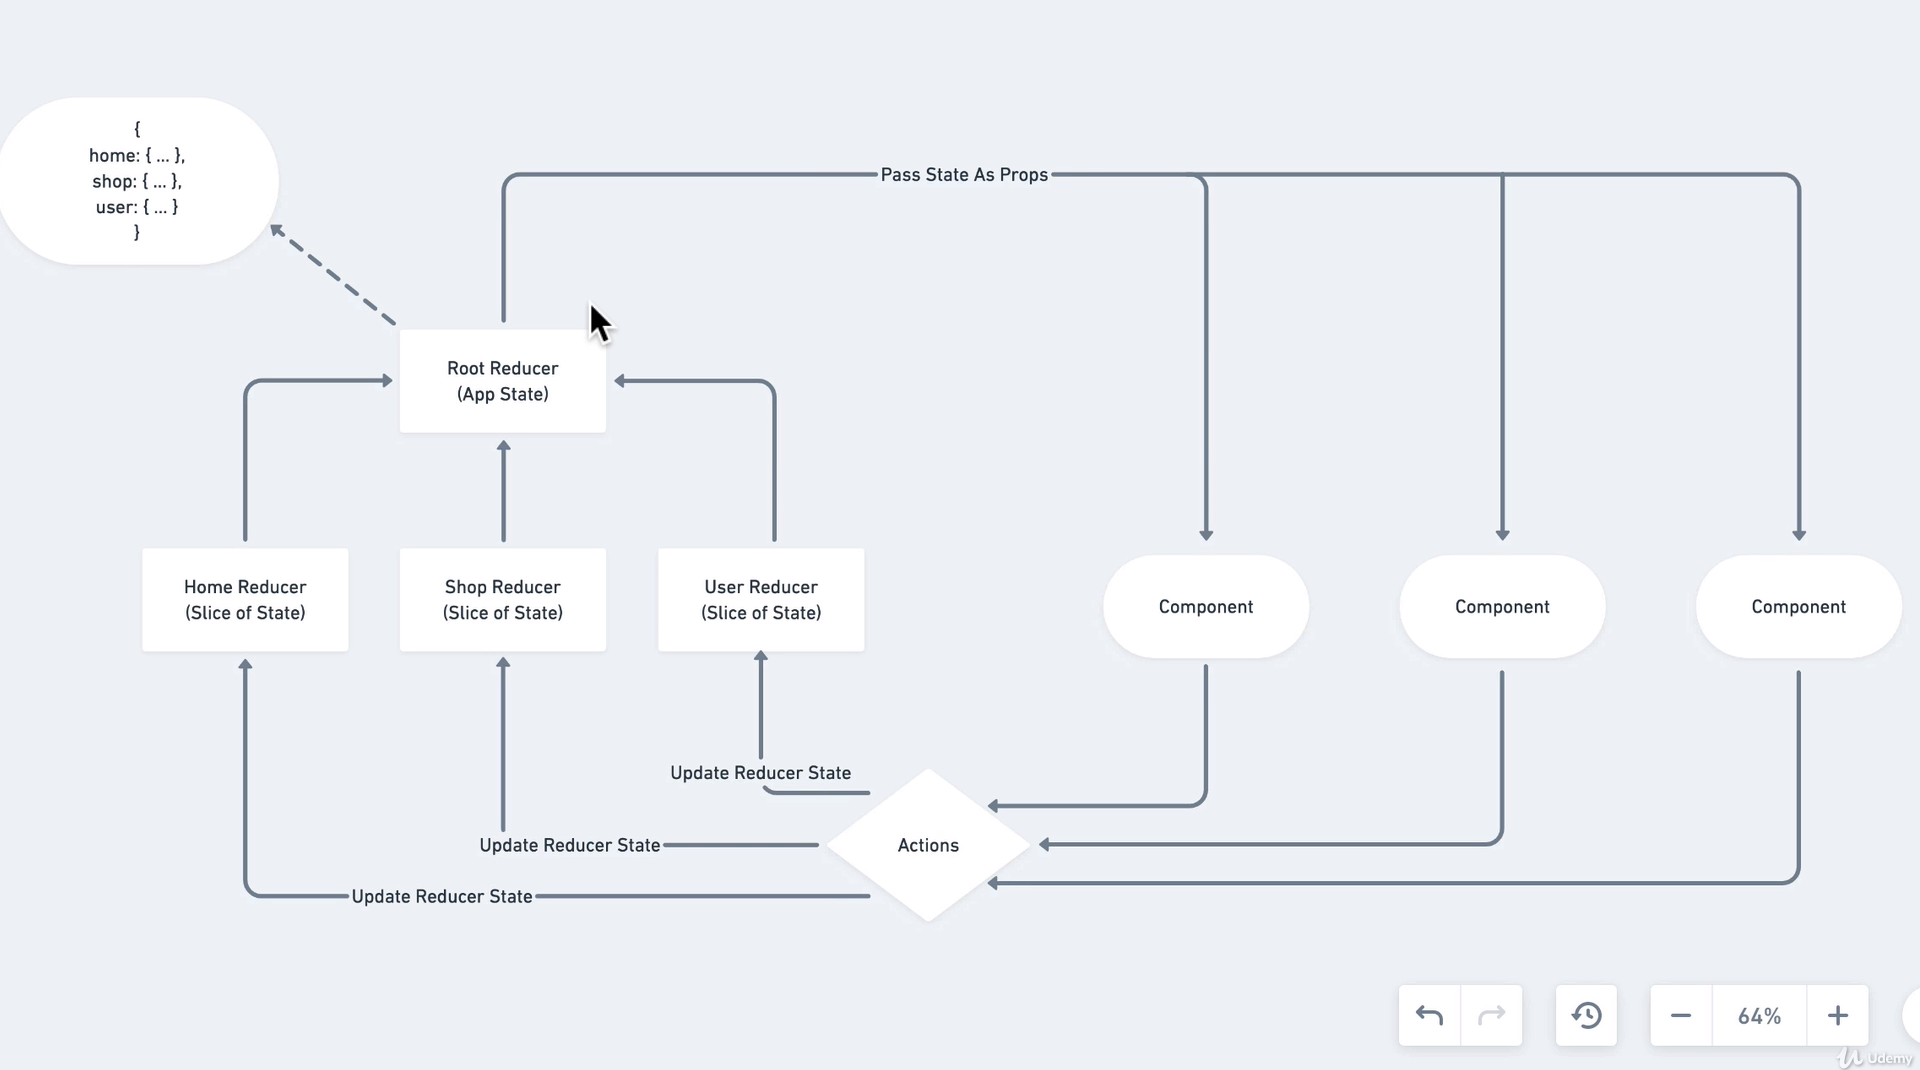 {
home: { ... },
shop: { ... },
user: { ... }
}
Pass State As Props
Root Reducer
(App State)
Home Reducer
(Slice of State)
Shop Reducer
(Slice of State)
User Reducer
(Slice of State)
Component
Component
Component
Update Reducer State
Update Reducer State
Actions
Update Reducer State
64%
Udemy